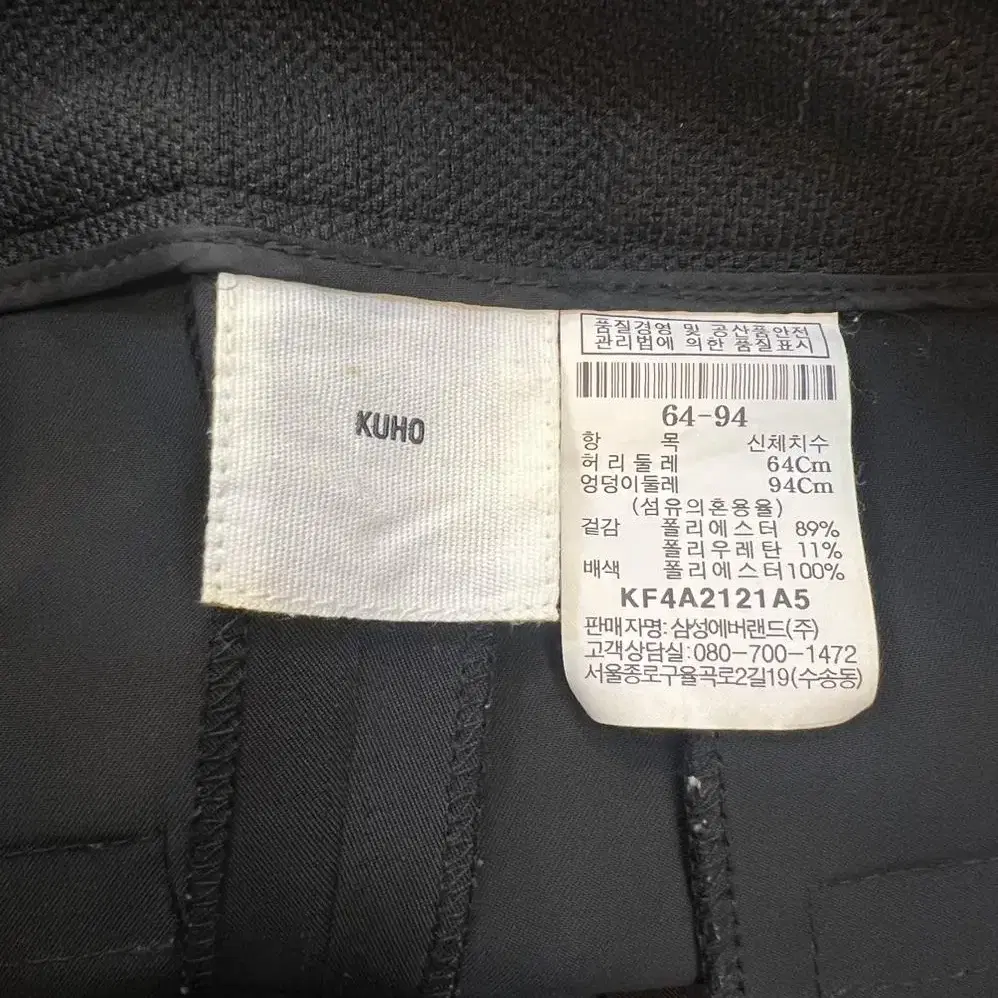 KUHO
품질경영 및 공산품안전
관리법에 의한 품질표시
64-94
항 목 신체치수
허리둘레 64Cm
엉덩이둘레 94Cm
(섬유의혼용율)
겉감 폴리에스터 89%
폴리우레탄 11%
배색 폴리에스터100%
KF4A2121A5
판매자명:삼성에버랜드(주)
고객상담실:080-700-1472
서울종로구율곡로2길19(수송동)